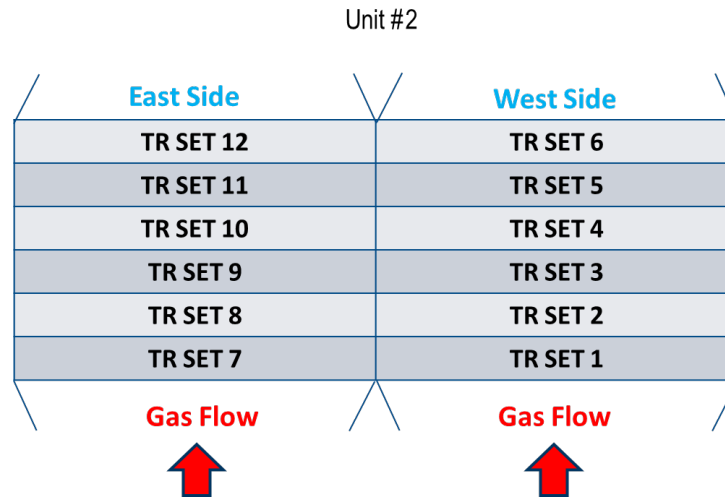 Unit #2
East Side West Side
TR SET 12 TR SET 6
TR SET 11 TR SET 5
TR SET 10 TR SET 4
TR SET 9 TR SET 3
TR SET 8 TR SET 2
TR SET 7 TR SET 1
Gas Flow Gas Flow